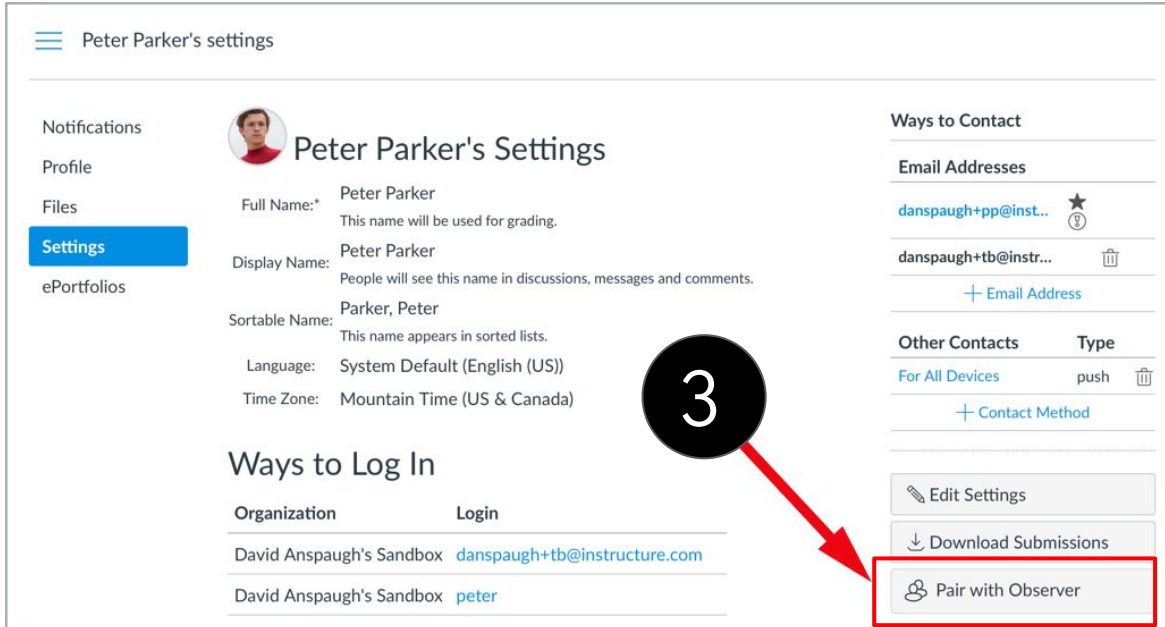 Peter Parker's settings
Notifications
Profile
Files
Settings
ePortfolios
Peter Parker's Settings
Full Name:* Peter Parker
This name will be used for grading.
Display Name: Peter Parker
People will see this name in discussions, messages and comments.
Sortable Name: Parker, Peter
This name appears in sorted lists.
Language: System Default (English (US))
Time Zone: Mountain Time (US & Canada)
Ways to Log In
Organization Login
David Anspaugh's Sandbox danspaugh+tb@instructure.com
David Anspaugh's Sandbox peter
3
Ways to Contact
Email Addresses
danspaugh+pp@inst...
danspaugh+tb@instr...
+ Email Address
Other Contacts Type
For All Devices push
+ Contact Method
Edit Settings
Download Submissions
Pair with Observer